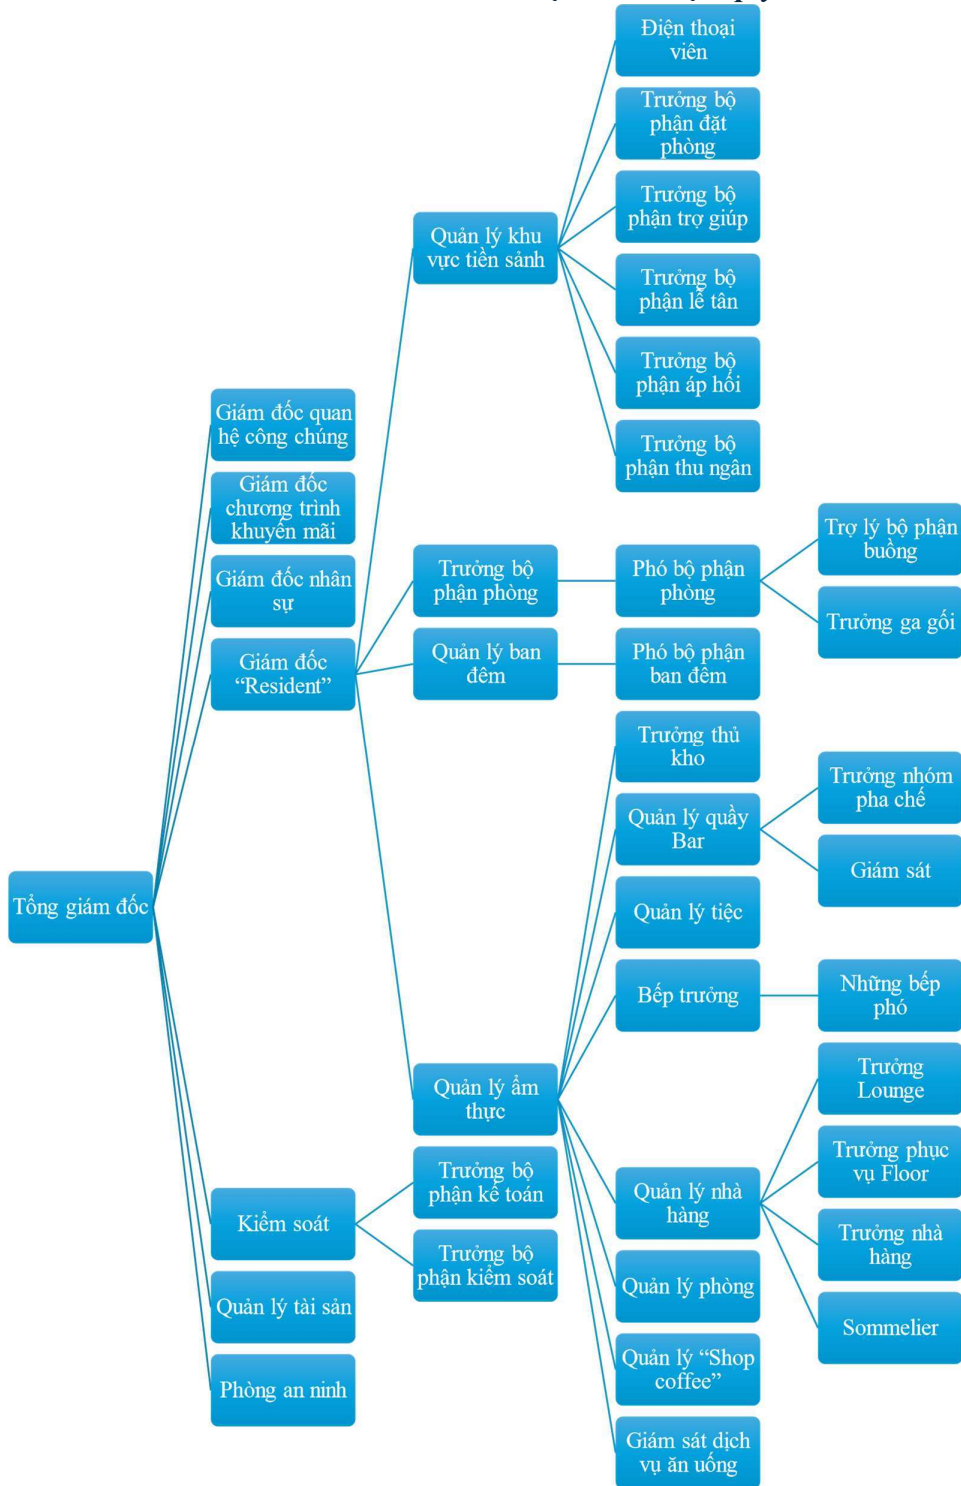 Điện thoại
viên
Trưởng bộ
phận đặt
phòng
Trưởng bộ
phận trợ giúp
Quản lý khu
vực tiền sảnh
Trưởng bộ
phận lễ tân
Trưởng bộ
phận áp hối
Trưởng bộ
phận thu ngân
Giám đốc quan
hệ công chúng
Giám đốc
chương trình
khuyến mãi
Giám đốc nhân
sự
Giám đốc
“Resident”
Trưởng bộ
phận phòng
Phó bộ phận
phòng
Trợ lý bộ phận
buồng
Trưởng ga gối
Quản lý ban
đêm
Phó bộ phận
ban đêm
Trưởng thủ
kho
Quản lý quầy
Bar
Trưởng nhóm
pha chế
Giám sát
Tổng giám đốc
Quản lý tiệc
Bếp trưởng
Những bếp
phó
Quản lý ẩm
thực
Trưởng
Lounge
Trưởng phục
vụ Floor
Quản lý nhà
hàng
Trưởng nhà
hàng
Sommelier
Trưởng bộ
phận kế toán
Kiểm soát
Trưởng bộ
phận kiểm soát
Quản lý phòng
Quản lý tài sản
Quản lý “Shop
coffee”
Phòng an ninh
Giám sát dịch
vụ ăn uống